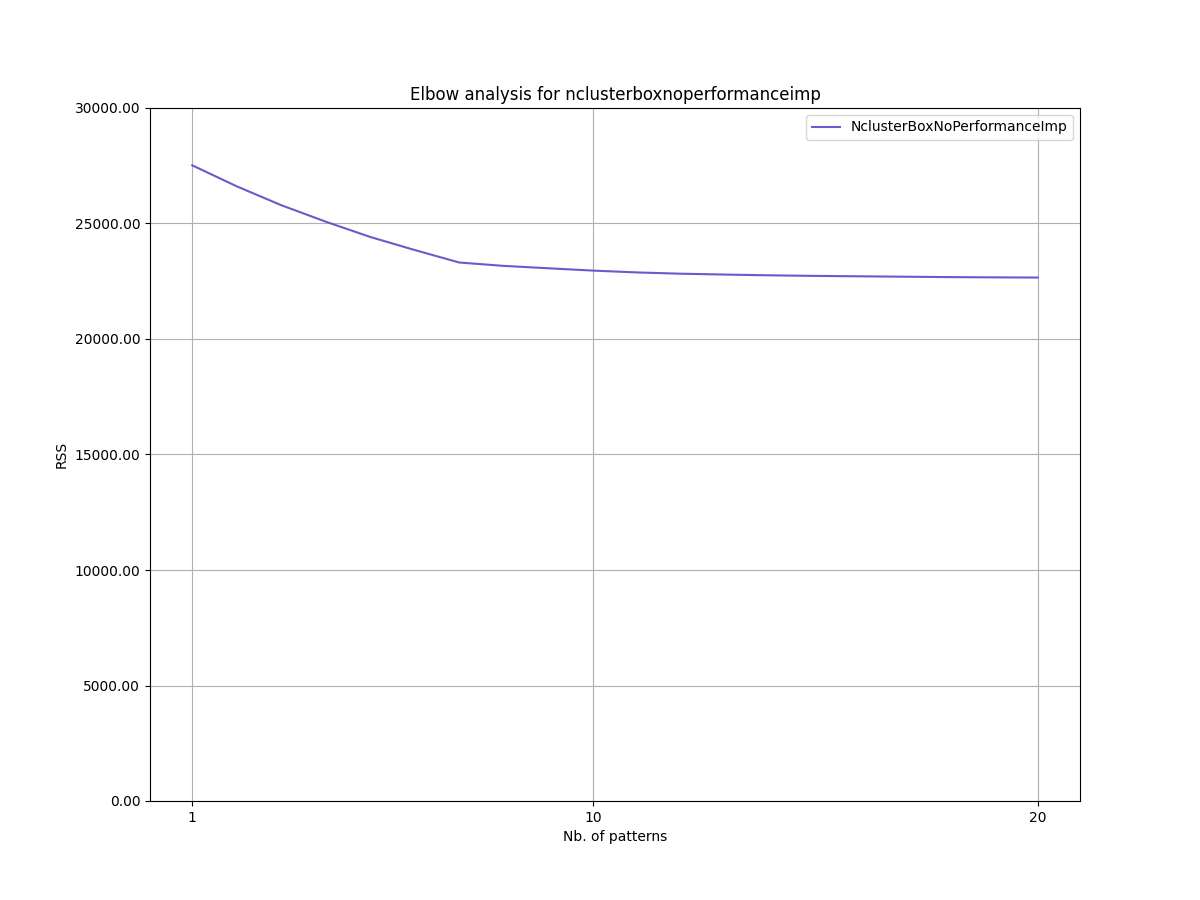 Elbow analysis for nclusterboxnoperformanceimp
NclusterBoxNoPerformanceImp
30000.00
25000.00
20000.00
15000.00
10000.00
5000.00
0.00
RSS
1
10
20
Nb. of patterns